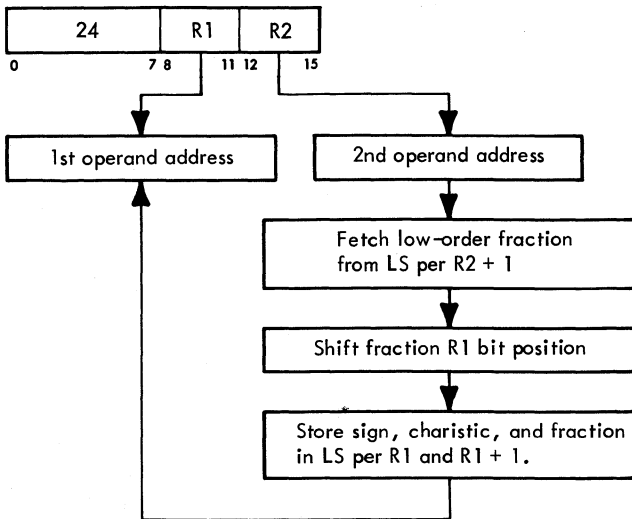 24 R1 R2
0 7 8 11 12 15
1st operand address
2nd operand address
Fetch low-order fraction
from LS per R2 + 1
Shift fraction R1 bit position
Store sign, charistic, and fraction
in LS per R1 and R1 + 1.